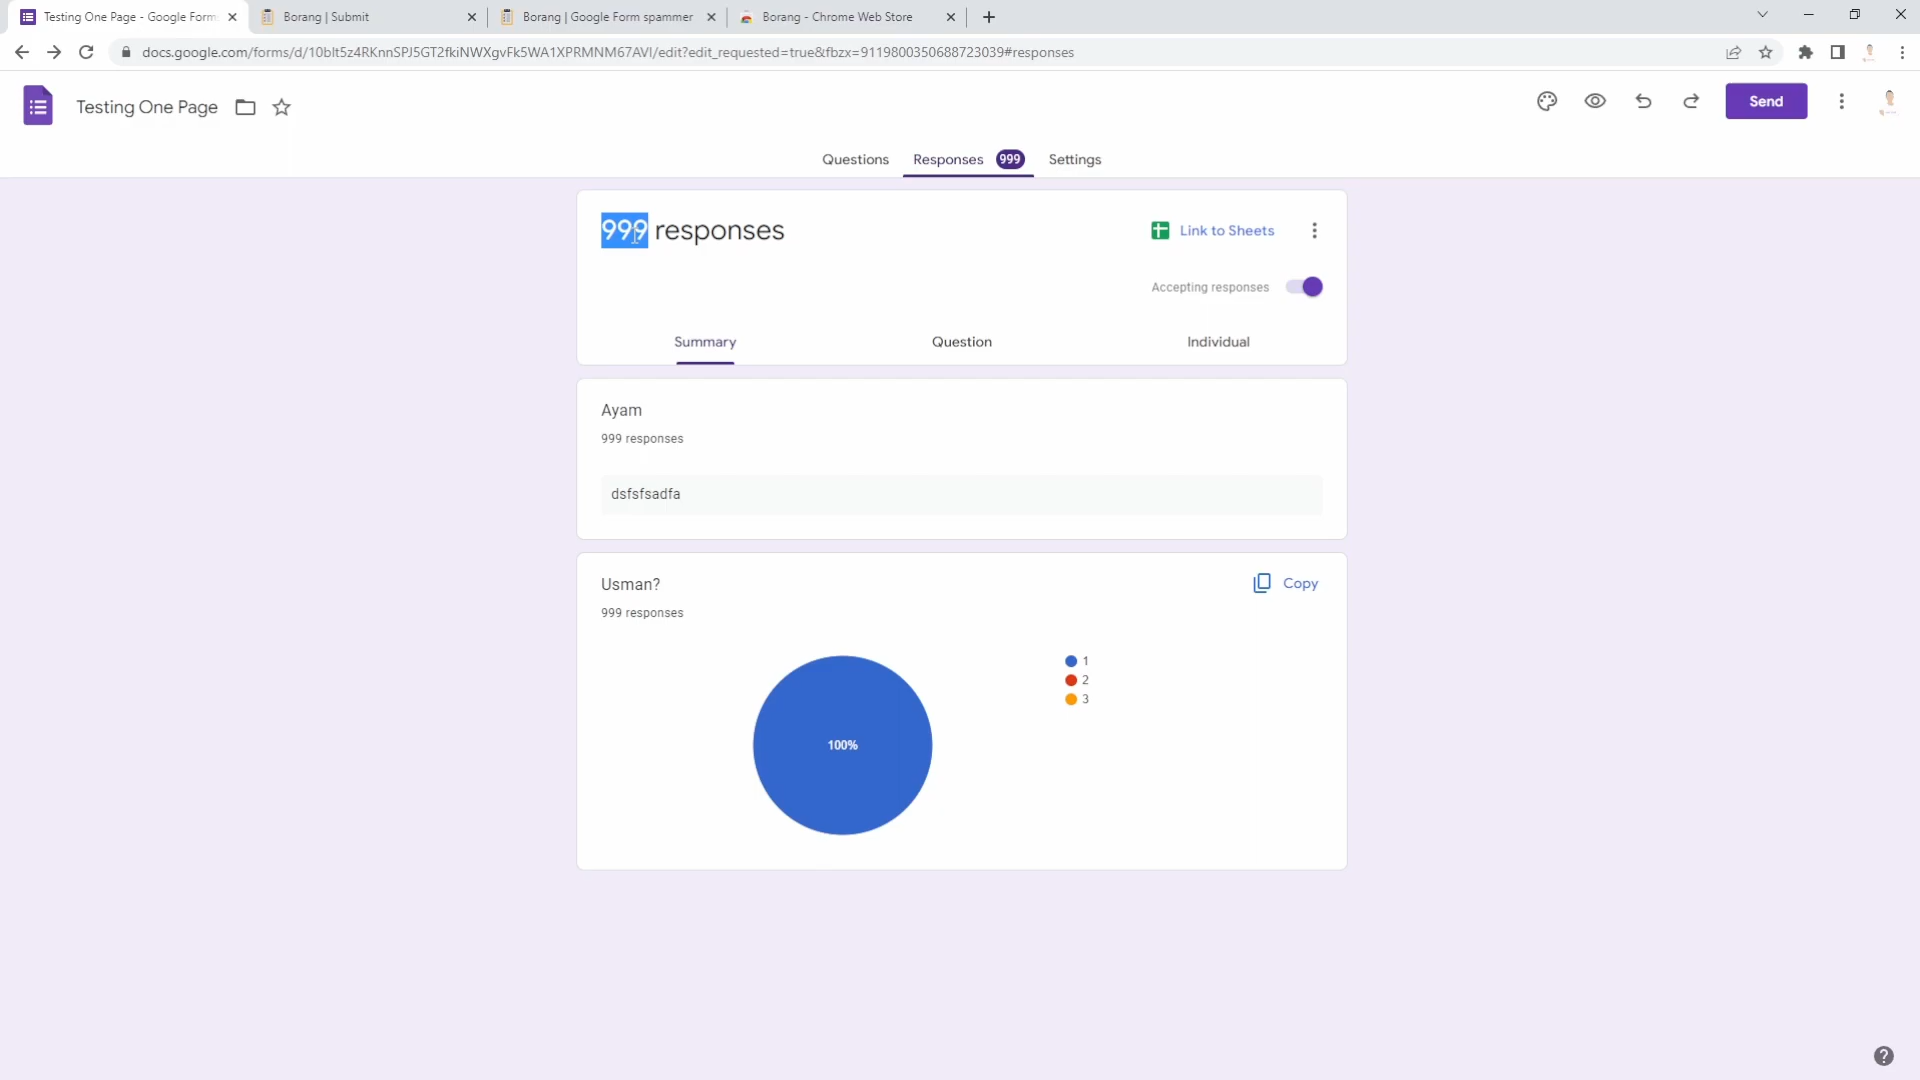 Testing One Page - Google Form
Borang | Submit
Borang | Google Form spammer
Borang - Chrome Web Store
docs.google.com/forms/d/10bIt5z4RKnnSPJ5GT2fkiNWXgvFk5WA1XPRMNM67AVI/edit?edit_requested=true&fbzx=9119800350688723039#responses
Testing One Page
Send
Questions
Responses 999
Settings
999 responses
Link to Sheets
Accepting responses
Summary
Question
Individual
Ayam
999 responses
dsfsfsadfa
Usman?
Copy
999 responses
1
2
3
100%